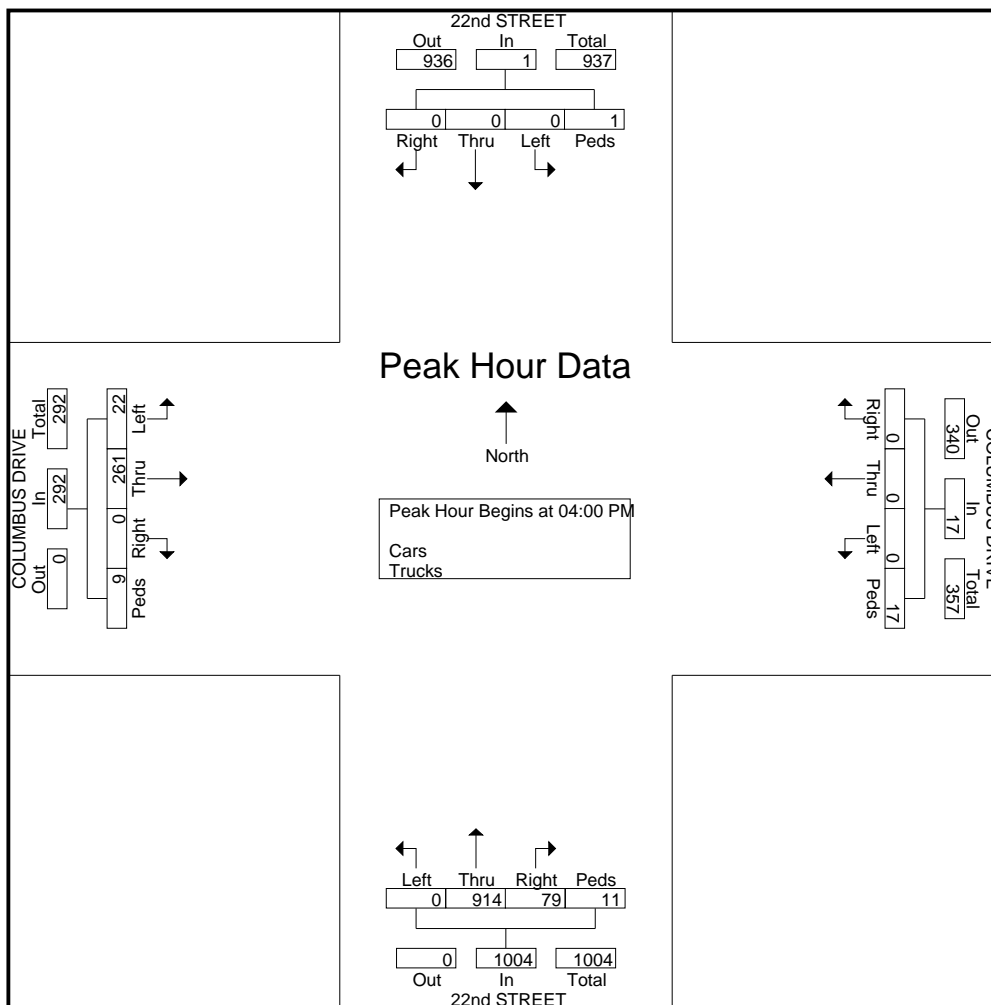 22nd STREET
Out In Total
936 1 937
0 0 0 1
Right Thru Left Peds
Peak Hour Data
North
Peak Hour Begins at 04:00 PM
Cars
Trucks
COLUMBUS DRIVE
Total In Out
292 292 0
22 261 0 9
Left Thru Right Peds
COLUMBUS DRIVE
Out In Total
340 17 357
0 0 0 17
Right Thru Left Peds
Left Thru Right Peds
0 914 79 11
0 1004 1004
Out In Total
22nd STREET